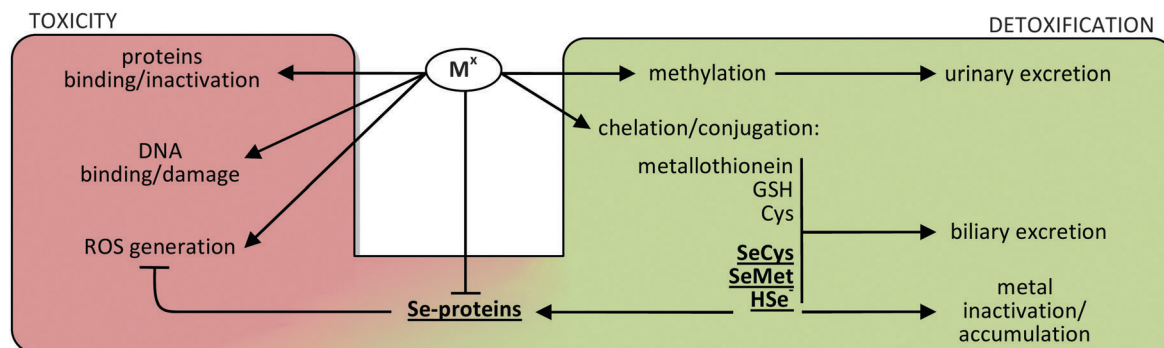 TOXICITY
DETOXIFICATION
proteins
binding/inactivation
Mˣ
methylation
urinary excretion
chelation/conjugation:
DNA
binding/damage
metallothionein
GSH
Cys
ROS generation
biliary excretion
SeCys
SeMet
HSe⁻
Se-proteins
metal
inactivation/
accumulation